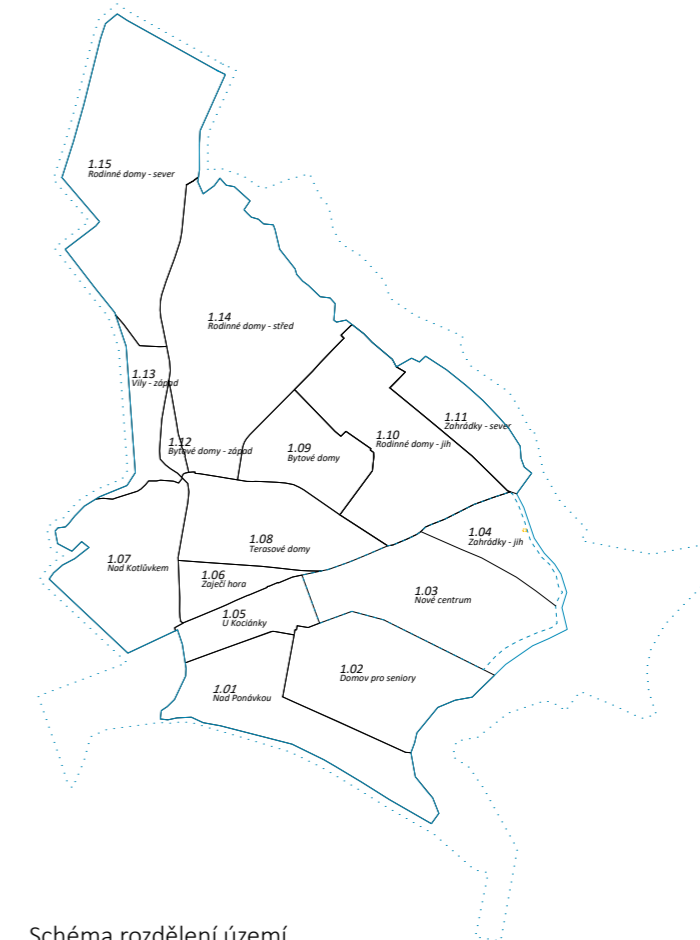 1.15
Rodinné domy - sever
1.14
Rodinné domy - střed
1.13
Vily - západ
1.11
Zahrádky - sever
1.10
Rodinné domy - jih
1.12
Bytové domy - západ
1.09
Bytové domy
1.04
Zahrádky - jih
1.08
Terasové domy
1.07
Nad Kotlůvkem
1.06
Zaječí hora
1.03
Nové centrum
1.05
U Kociánky
1.02
Domov pro seniory
1.01
Nad Ponávkou
Schéma rozdělení území